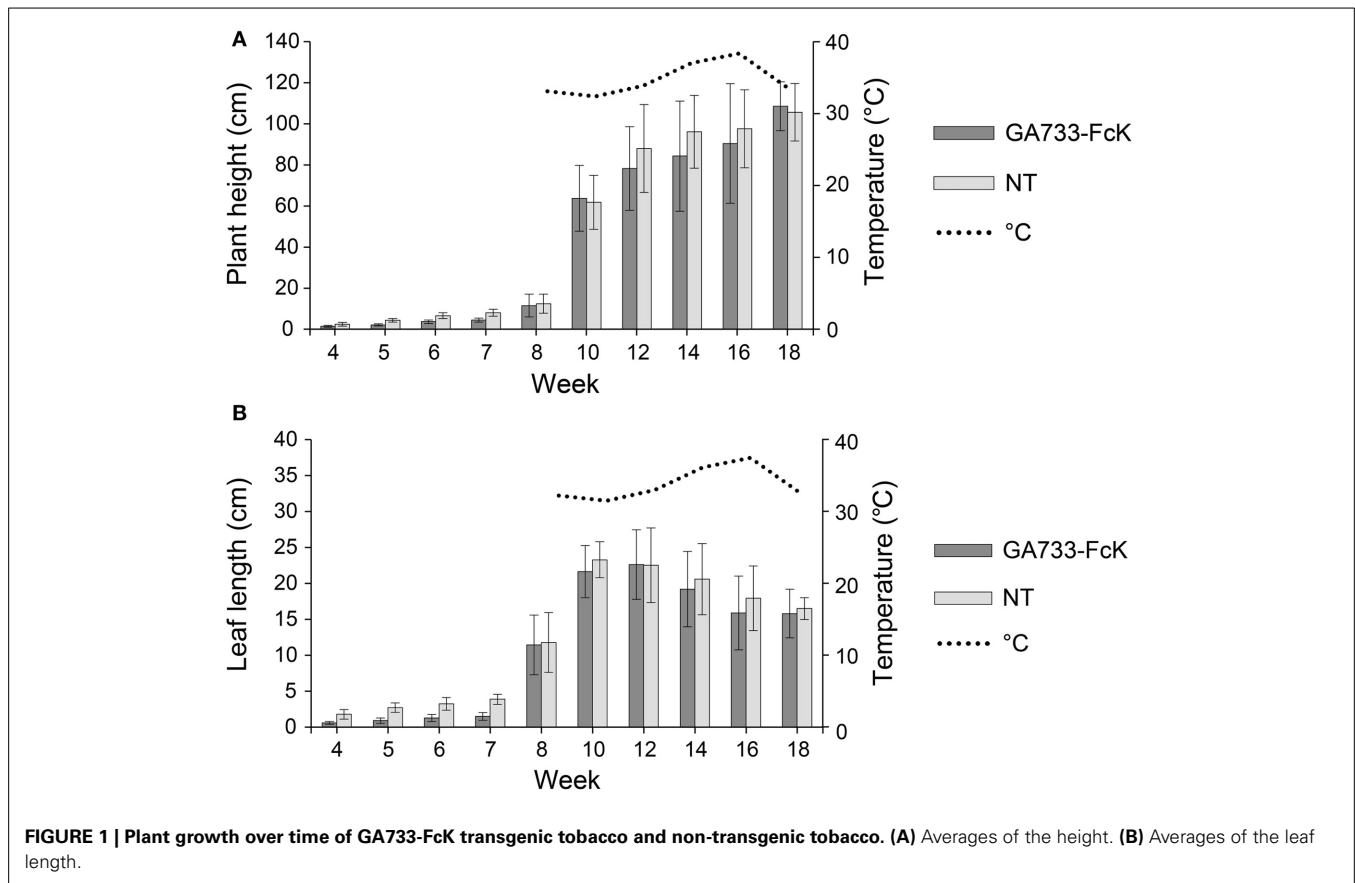 A
140
120
100
80
60
40
20
0
Plant height (cm)
4 5 6 7 8 10 12 14 16 18
Week
40
30
20
10
0
Temperature (°C)
GA733-FcK
NT
°C
B
40
35
30
25
20
15
10
5
0
Leaf length (cm)
4 5 6 7 8 10 12 14 16 18
Week
40
30
20
10
0
Temperature (°C)
GA733-FcK
NT
°C
FIGURE 1 | Plant growth over time of GA733-FcK transgenic tobacco and non-transgenic tobacco. (A) Averages of the height. (B) Averages of the leaf
length.